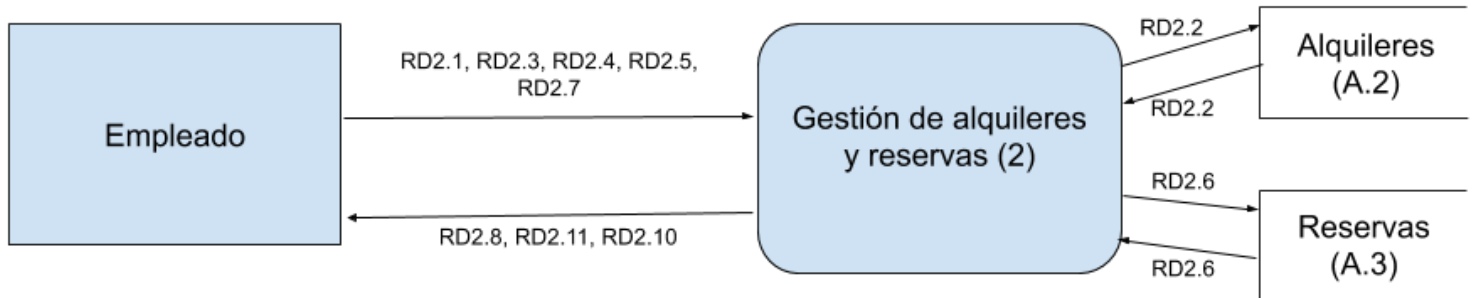 Empleado
RD2.1, RD2.3, RD2.4, RD2.5,
RD2.7
RD2.8, RD2.11, RD2.10
Gestión de alquileres
y reservas (2)
RD2.2
RD2.2
Alquileres
(A.2)
RD2.6
RD2.6
Reservas
(A.3)